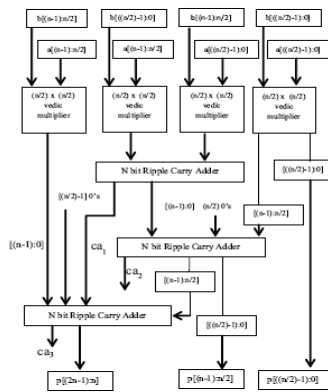 b[(n-1):n/2] b[((n/2)-1):0] b[(n-1):n/2] b[((n/2)-1):0]
a[(n-1):n/2] a[(n-1):n/2] a[((n/2)-1):0] a[((n/2)-1):0]
(n/2) x (n/2) (n/2) x (n/2) (n/2) x (n/2) (n/2) x (n/2)
vedic vedic vedic vedic
multiplier multiplier multiplier multiplier
[((n/2)-1):0]
N bit Ripple Carry Adder
[(n/2)-1] 0's [(n-1):0] (n/2) 0's [(n-1):n/2]
[(n-1):0] ca1 N bit Ripple Carry Adder
ca2 [(n-1):n/2]
N bit Ripple Carry Adder [((n/2)-1):0]
ca3
p[(2n-1):n] p[(n-1):n/2] p[((n/2)-1):0]